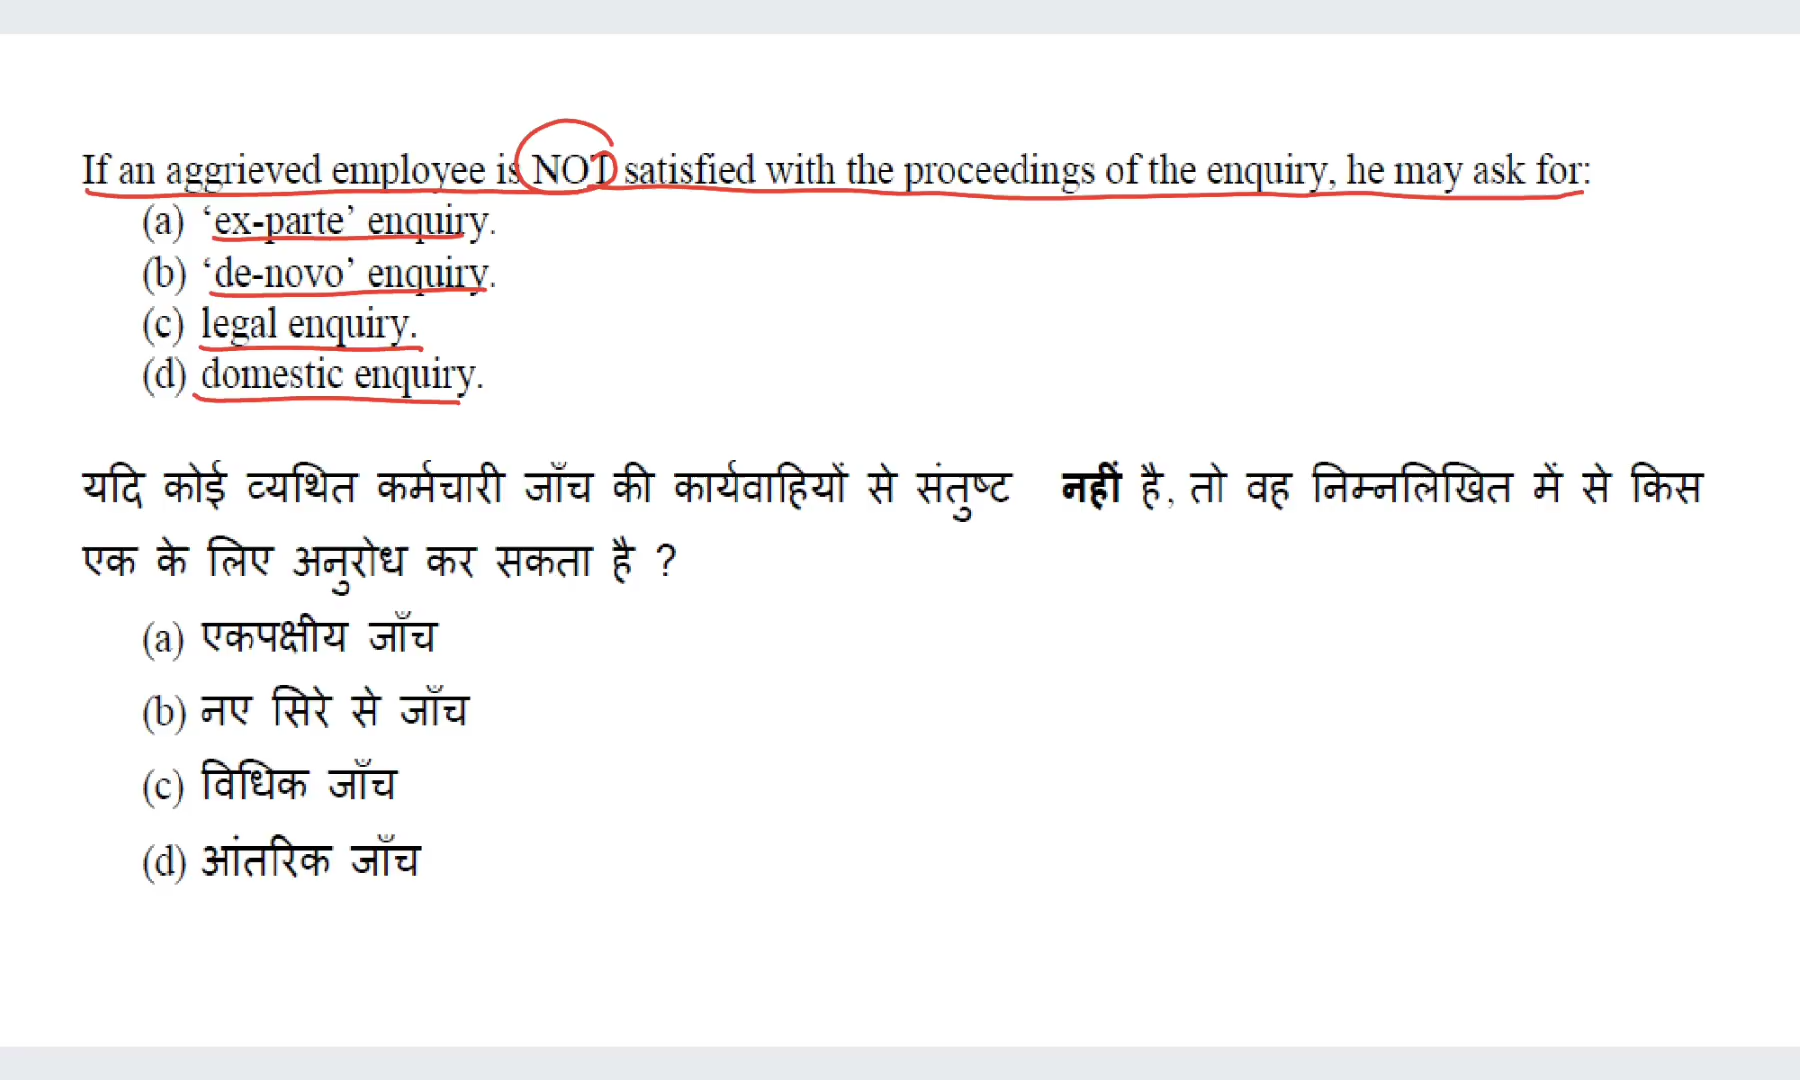 If an aggrieved employee is NOT satisfied with the proceedings of the enquiry, he may ask for:
(a) ‘ex-parte’ enquiry.
(b) ‘de-novo’ enquiry.
(c) legal enquiry.
(d) domestic enquiry.
यदि कोई व्यथित कर्मचारी जाँच की कार्यवाहियों से संतुष्ट नहीं है, तो वह निम्नलिखित में से किस
एक के लिए अनुरोध कर सकता है ?
(a) एकपक्षीय जाँच
(b) नए सिरे से जाँच
(c) विधिक जाँच
(d) आंतरिक जाँच